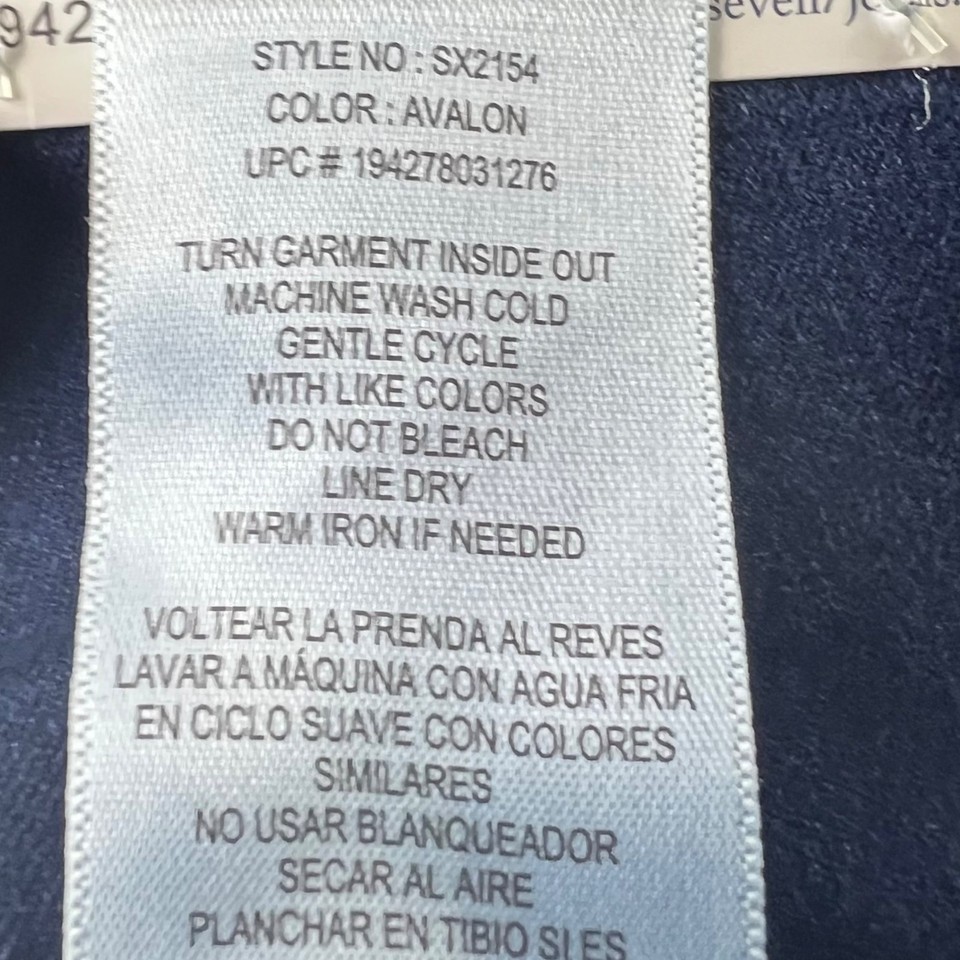 942
seven7 je
STYLE NO : SX2154
COLOR : AVALON
UPC # 194278031276
TURN GARMENT INSIDE OUT
MACHINE WASH COLD
GENTLE CYCLE
WITH LIKE COLORS
DO NOT BLEACH
LINE DRY
WARM IRON IF NEEDED
VOLTEAR LA PRENDA AL REVES
LAVAR A MÁQUINA CON AGUA FRIA
EN CICLO SUAVE CON COLORES
SIMILARES
NO USAR BLANQUEADOR
SECAR AL AIRE
PLANCHAR EN TIBIO SI ES